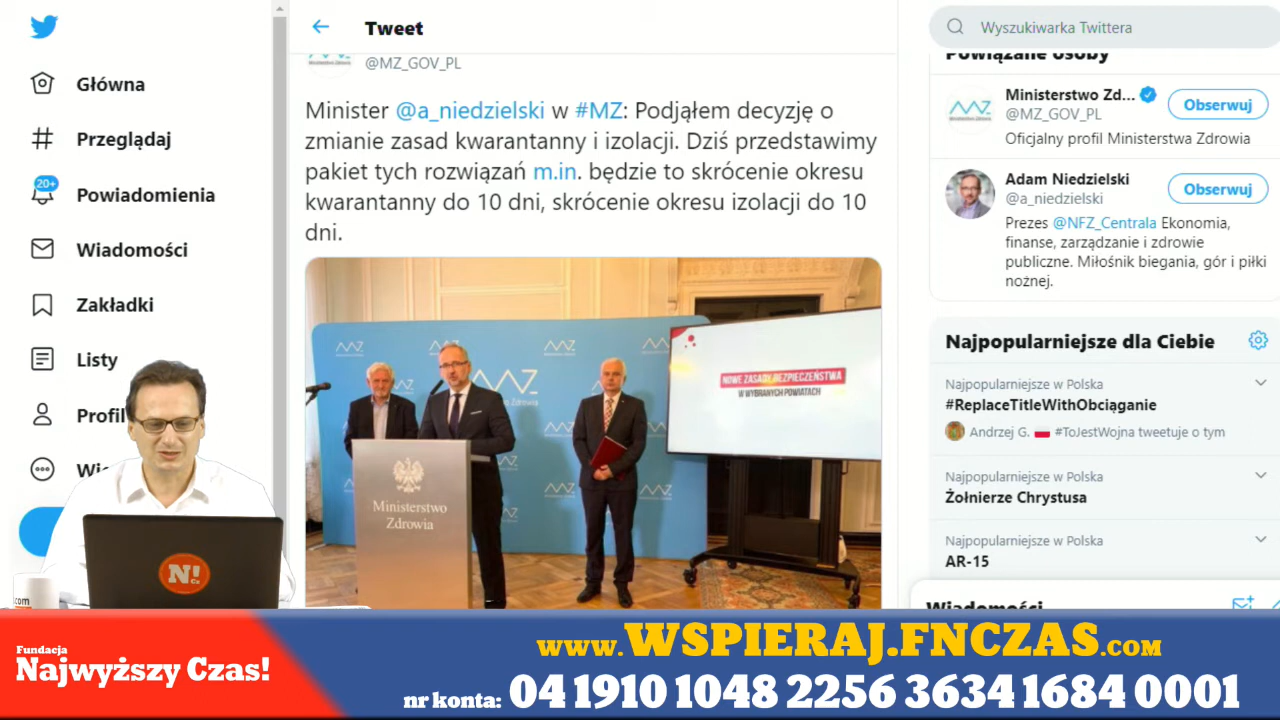 Główna
Przeglądaj
20+
Powiadomienia
Wiadomości
Zakładki
Listy
Profil
Tweet
@MZ_GOV_PL
Minister @a_niedzielski w #MZ: Podjąłem decyzję o
zmianie zasad kwarantanny i izolacji. Dziś przedstawimy
pakiet tych rozwiązań m.in. będzie to skrócenie okresu
kwarantanny do 10 dni, skrócenie okresu izolacji do 10
dni.
NOWE ZASADY BEZPIECZEŃSTWA
W WYBRANYCH POWIATACH
Ministerstwo
Zdrowia
Wyszukiwarka Twittera
Powiązane osoby
Ministerstwo Zd...
@MZ_GOV_PL
Obserwuj
Oficjalny profil Ministerstwa Zdrowia
Adam Niedzielski
@a_niedzielski
Obserwuj
Prezes @NFZ_Centrala Ekonomia,
finanse, zarządzanie i zdrowie
publiczne. Miłośnik biegania, gór i piłki
nożnej.
Najpopularniejsze dla Ciebie
Najpopularniejsze w Polska
#ReplaceTitleWithObciąganie
Andrzej G. #ToJestWojna tweetuje o tym
Najpopularniejsze w Polska
Żołnierze Chrystusa
Najpopularniejsze w Polska
AR-15
Wiadomości
N!
Cz
.com
Fundacja
Najwyższy Czas!
www.WSPIERAJ.FNCZAS.com
nr konta: 04 1910 1048 2256 3634 1684 0001